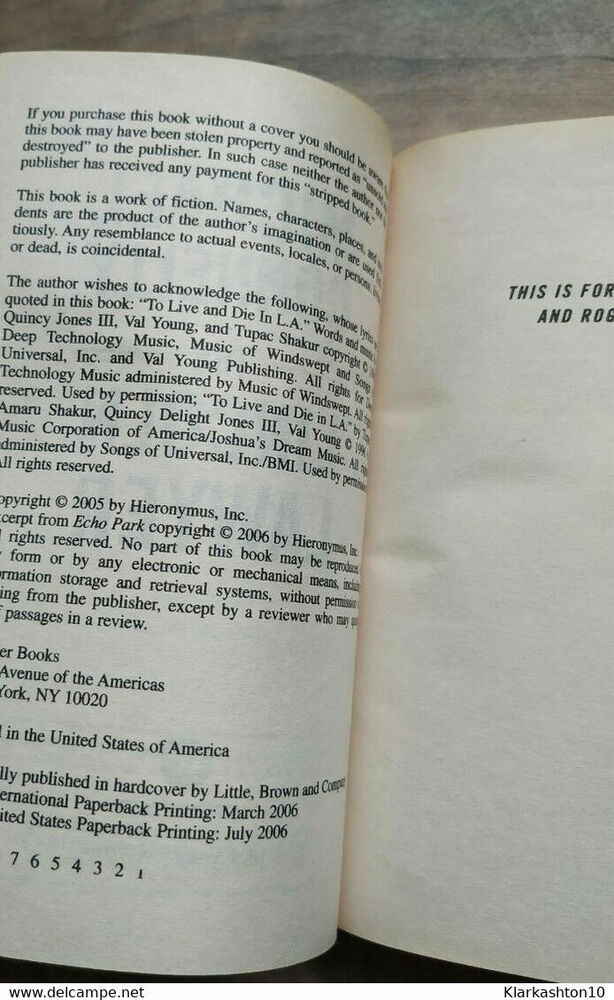 If you purchase this book without a cover you should be aware
this book may have been stolen property and reported as
destroyed” to the publisher. In such case neither the author nor
publisher has received any payment for this “stripped book.”
This book is a work of fiction. Names, characters, places, and
dents are the product of the author’s imagination or are used
tiously. Any resemblance to actual events, locales, or persons,
or dead, is coincidental.
The author wishes to acknowledge the following, whose lyrics
quoted in this book: “To Live and Die In L.A.” Words and music
Quincy Jones III, Val Young, and Tupac Shakur copyright ©
Deep Technology Music, Music of Windswept and Songs
Universal, Inc. and Val Young Publishing. All rights for Deep
Technology Music administered by Music of Windswept. All
reserved. Used by permission; “To Live and Die in L.A.” by
Amaru Shakur, Quincy Delight Jones III, Val Young © 1996
Music Corporation of America/Joshua’s Dream Music. All
administered by Songs of Universal, Inc./BMI. Used by
All rights reserved.
opyright © 2005 by Hieronymus, Inc.
xcerpt from Echo Park copyright © 2006 by Hieronymus, Inc.
rights reserved. No part of this book may be reproduced
form or by any electronic or mechanical means,
rmation storage and retrieval systems, without permission
ing from the publisher, except by a reviewer who may
passages in a review.
er Books
Avenue of the Americas
York, NY 10020
in the United States of America
lly published in hardcover by Little, Brown and Company
ernational Paperback Printing: March 2006
ited States Paperback Printing: July 2006
7 6 5 4 3 2 1
THIS IS FOR
AND ROG
www.delcampe.net
Klarkashton10